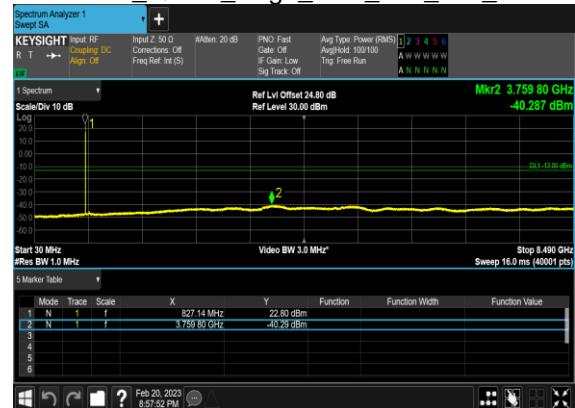 Spectrum Analyzer 1
Swept SA
+
KEYSIGHT
R T
LXI
Input: RF
Coupling: DC
Align: Off
Input Z: 50 Ω
Corrections: Off
Freq Ref: Int (S)
#Atten: 20 dB
PNO: Fast
Gate: Off
IF Gain: Low
Sig Track: Off
Avg Type: Power (RMS)
Avg|Hold: 100/100
Trig: Free Run
1 2 3 4 5 6
A W W W W W
A N N N N N
1 Spectrum
Scale/Div 10 dB
Ref Lvl Offset 24.80 dB
Ref Level 30.00 dBm
Mkr2 3.759 80 GHz
-40.287 dBm
Log
20.0
10.0
0.00
-10.0
-20.0
-30.0
-40.0
-50.0
-60.0
1
2
DL1 -13.00 dBm
Start 30 MHz
#Res BW 1.0 MHz
Video BW 3.0 MHz*
Stop 8.490 GHz
Sweep 16.0 ms (40001 pts)
5 Marker Table
Mode Trace Scale X Y Function Function Width Function Value
1 N 1 f 827.14 MHz 22.80 dBm
2 N 1 f 3.759 80 GHz -40.29 dBm
3
4
5
6
?
Feb 20, 2023
8:57:52 PM